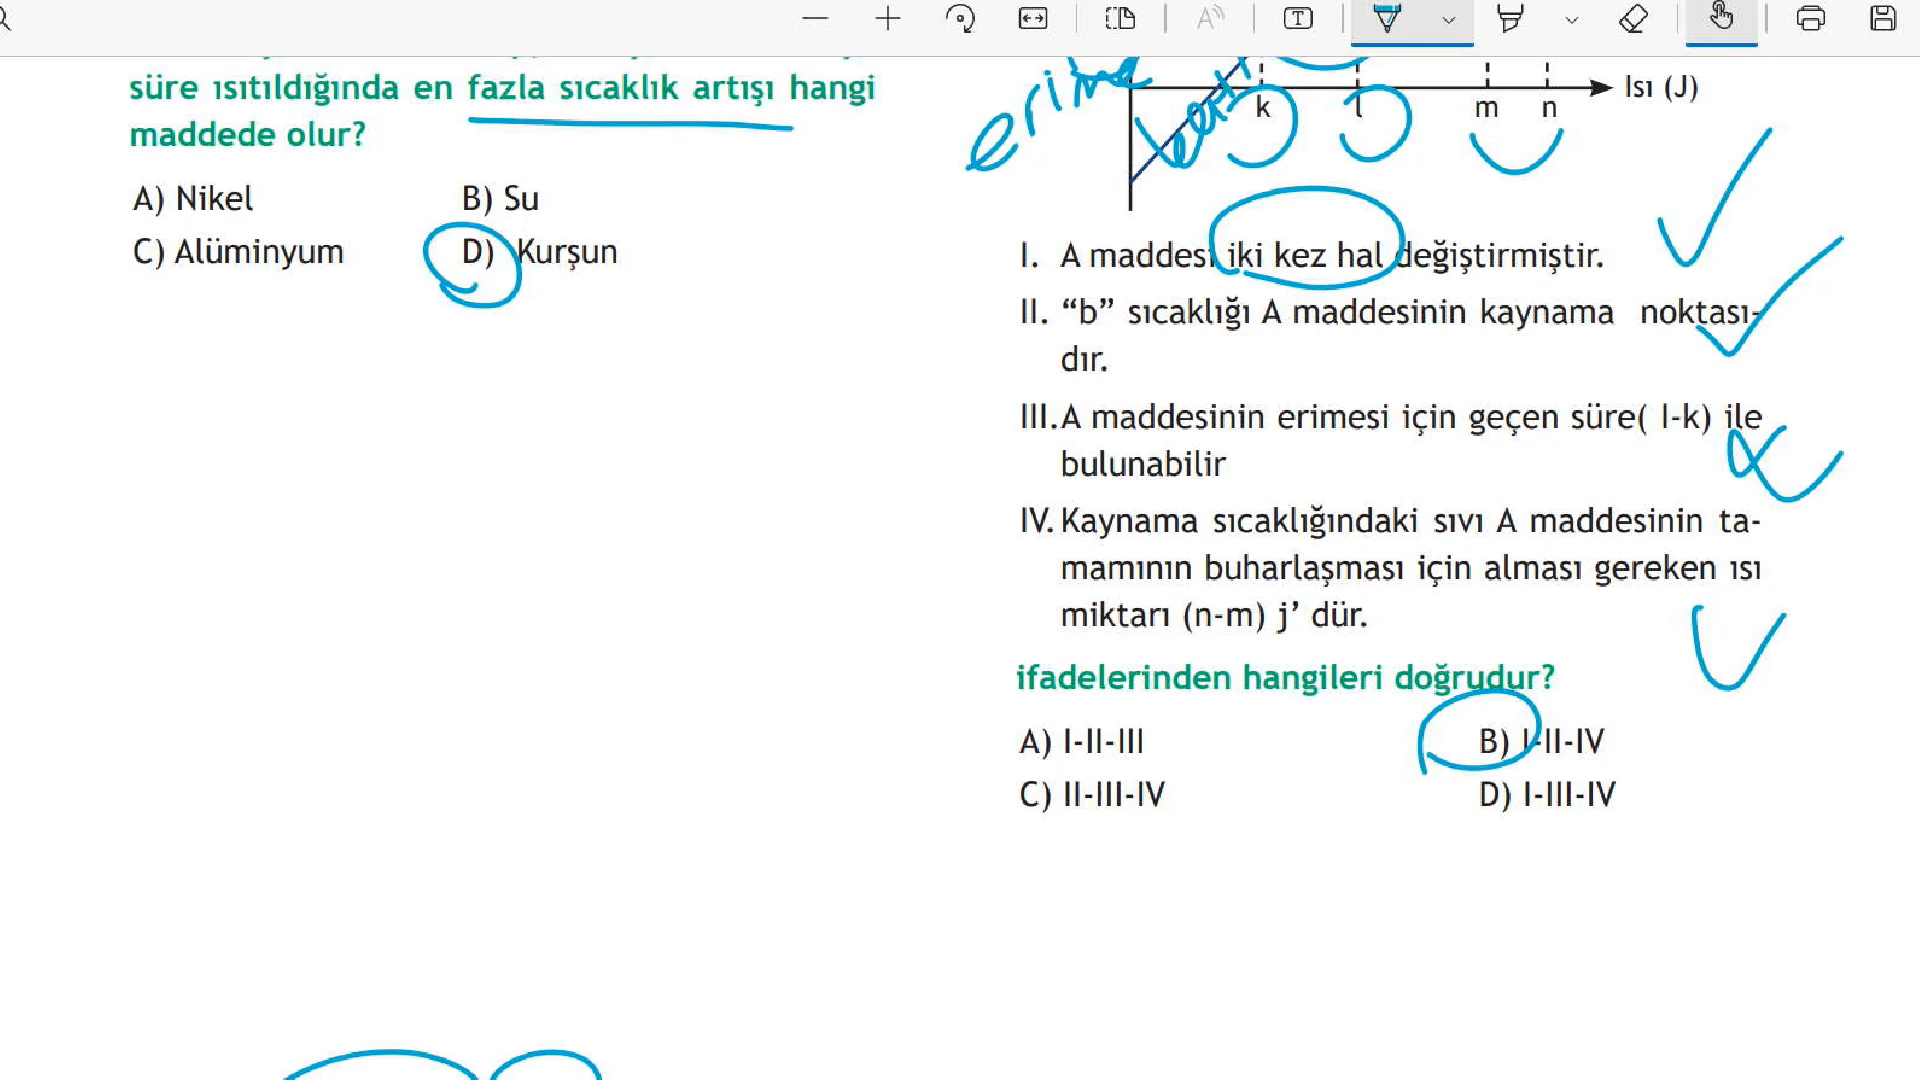 süre ısıtıldığında en fazla sıcaklık artışı hangi
maddede olur?
A) Nikel B) Su
C) Alüminyum D) Kurşun
erime
k l m n Isı (J)
I. A maddesi iki kez hal değiştirmiştir.
II. “b” sıcaklığı A maddesinin kaynama noktası-
dır.
III.A maddesinin erimesi için geçen süre( l-k) ile
bulunabilir
IV.Kaynama sıcaklığındaki sıvı A maddesinin ta-
mamının buharlaşması için alması gereken ısı
miktarı (n-m) j’ dür.
ifadelerinden hangileri doğrudur?
A) I-II-III B) I-II-IV
C) II-III-IV D) I-III-IV